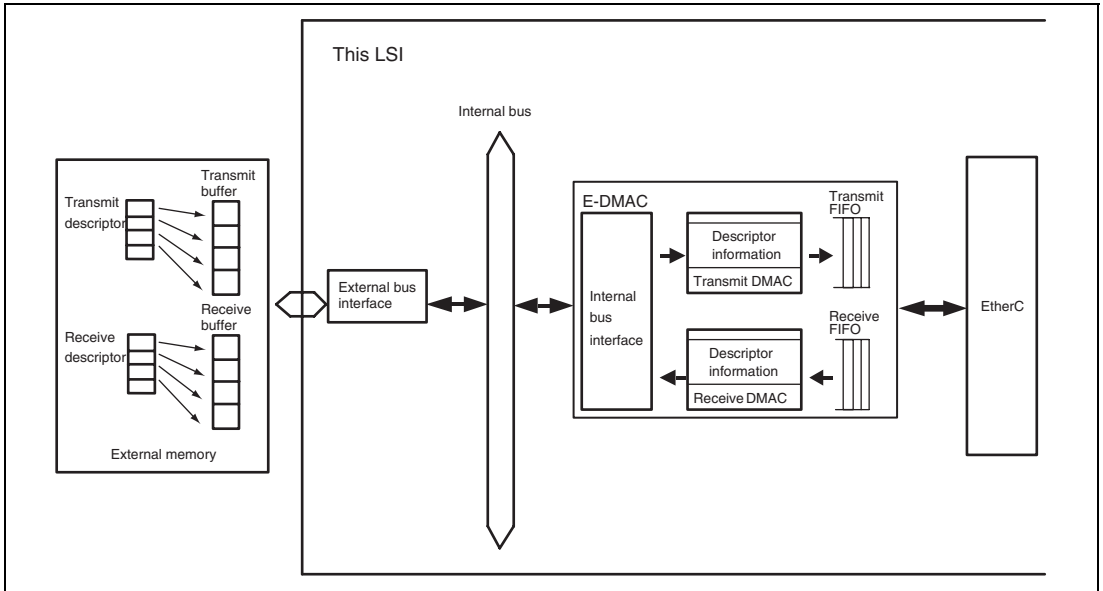 This LSI
Internal bus
Transmit
buffer
Transmit
descriptor
Receive
buffer
Receive
descriptor
External memory
External bus
interface
E-DMAC
Internal
bus
interface
Descriptor
information
Transmit DMAC
Transmit
FIFO
Descriptor
information
Receive DMAC
Receive
FIFO
EtherC